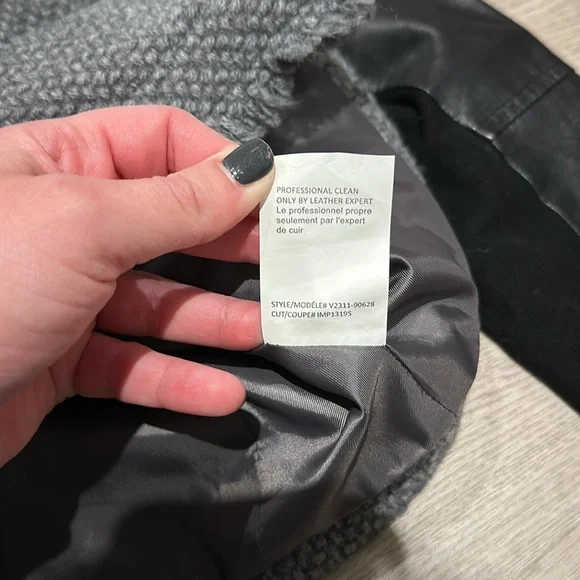 PROFESSIONAL CLEAN
ONLY BY LEATHER EXPERT
Le professionnel propre
seulement par l'expert
de cuir
STYLE/MODÉLE# V2311-90628
CUT/COUPE# IMP13195